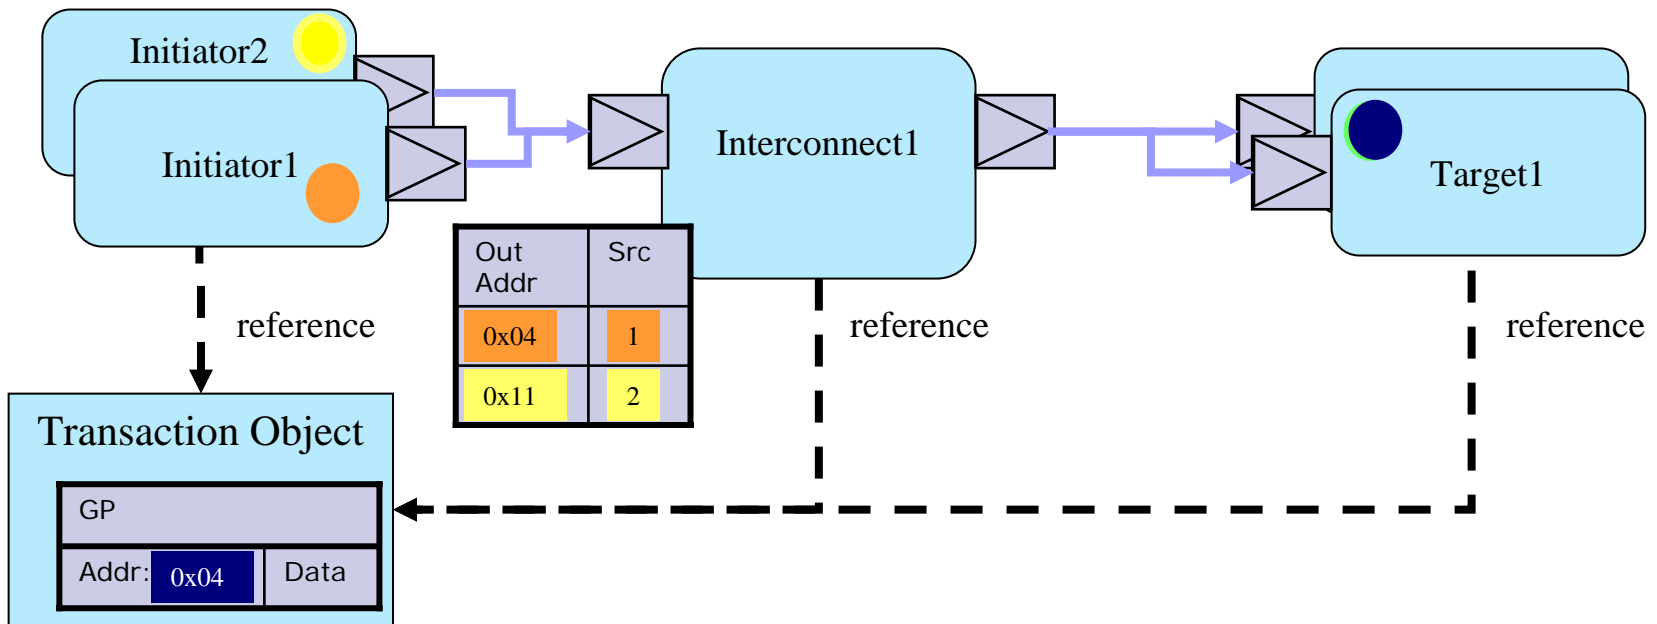 Initiator2
Initiator1
Interconnect1
Target1
Out
Addr
Src
0x04
1
0x11
2
reference
reference
reference
Transaction Object
GP
Addr:
0x04
Data